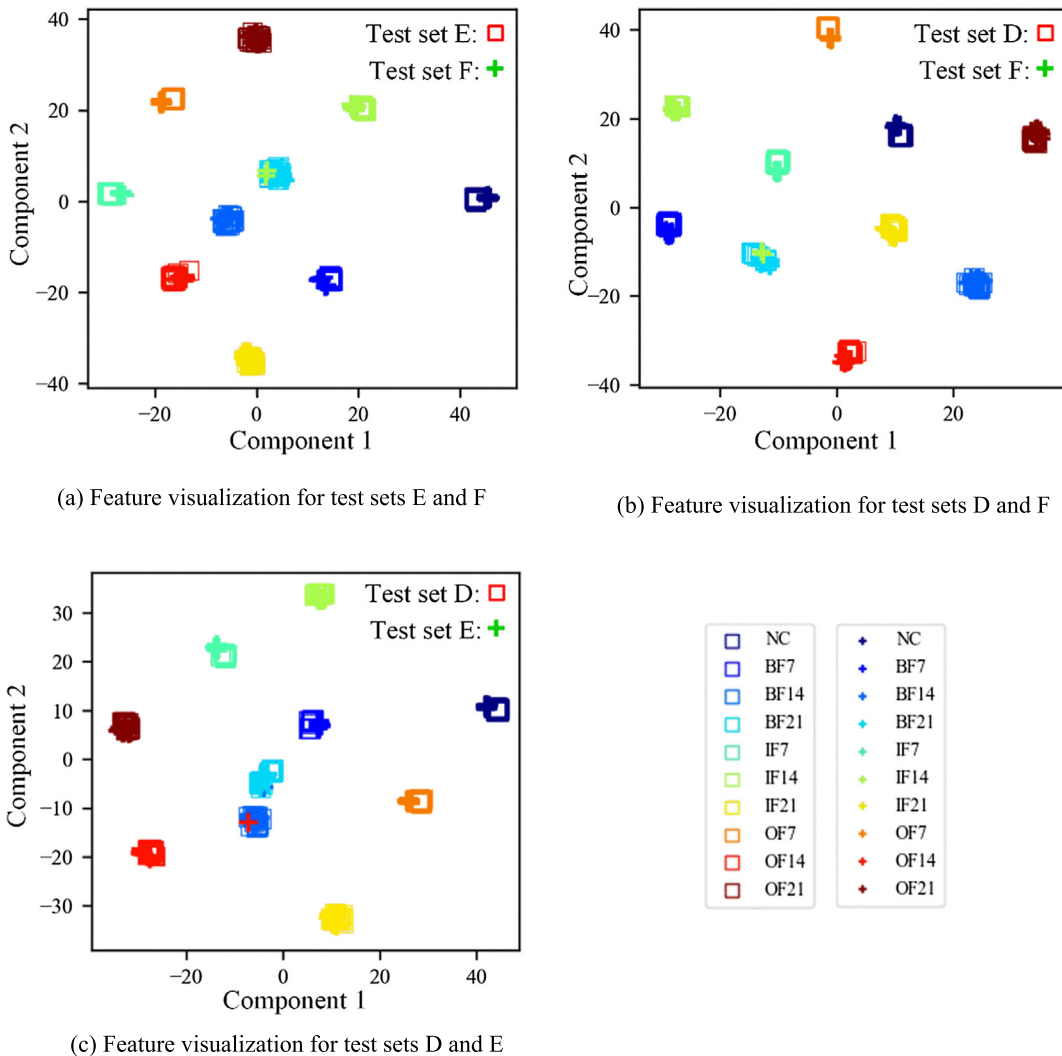 Test set E:
Test set F:
40
20
0
−20
−40
Component 2
−20
0
20
40
Component 1
(a) Feature visualization for test sets E and F
Test set D:
Test set F:
40
20
0
−20
−40
Component 2
−20
0
20
Component 1
(b) Feature visualization for test sets D and F
Test set D:
Test set E:
30
20
10
0
−10
−20
−30
Component 2
−20
0
20
40
Component 1
(c) Feature visualization for test sets D and E
NC
BF7
BF14
BF21
IF7
IF14
IF21
OF7
OF14
OF21
NC
BF7
BF14
BF21
IF7
IF14
IF21
OF7
OF14
OF21